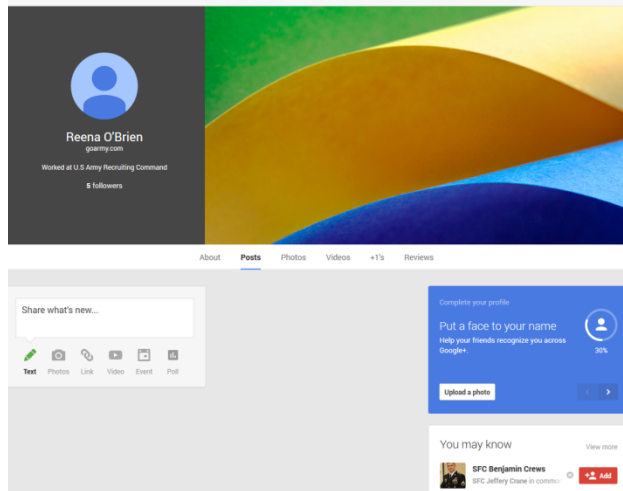 Reena O'Brien
goarmy.com
Worked at U.S Army Recruiting Command
5 followers
About Posts Photos Videos +1's Reviews
Share what's new...
Text Photos Link Video Event Poll
Complete your profile
Put a face to your name
Help your friends recognize you across
Google+.
30%
Upload a photo
You may know View more
SFC Benjamin Crews
SFC Jeffery Crane in common
Add